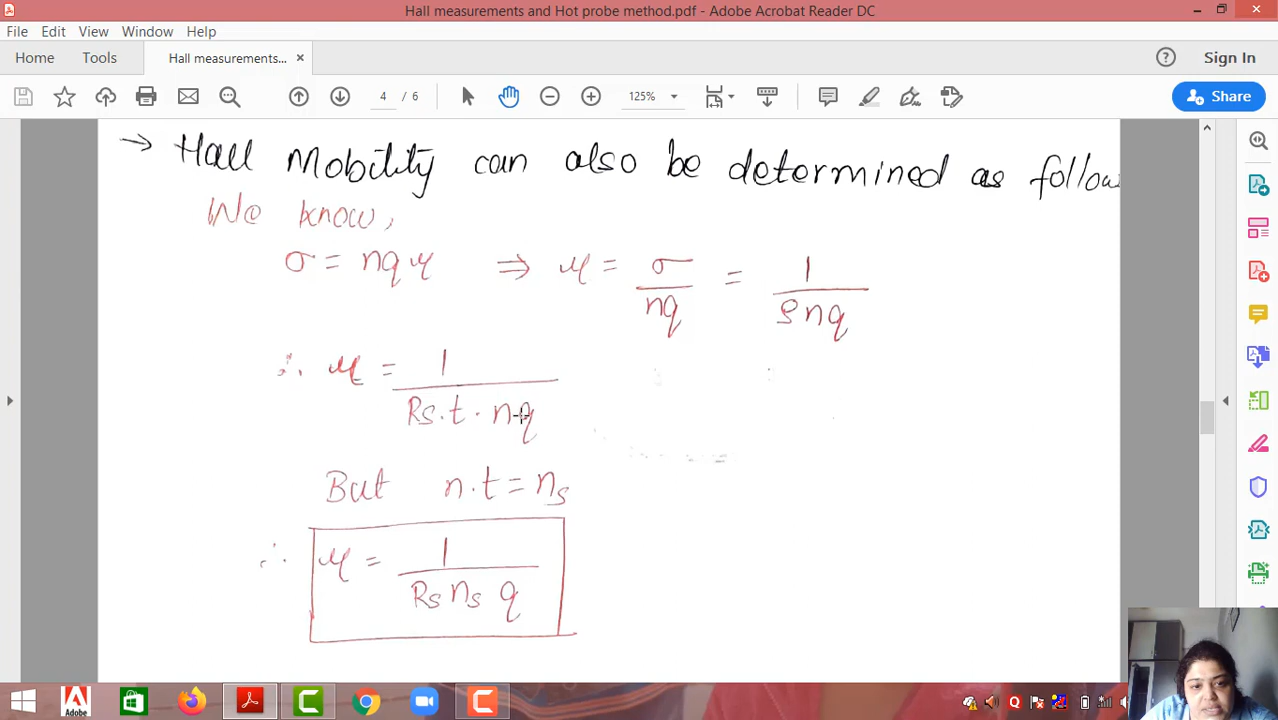 Hall measurements and Hot probe method.pdf - Adobe Acrobat Reader DC
File Edit View Window Help
Home Tools Hall measurements... × Sign In
4 / 6 125% Share
→ Hall Mobility can also be determined as follow
We know,
σ = nqμ ⇒ μ = σ/nq = 1/ρnq
∴ μ = 1/Rs.t.nq
But n.t = ns
∴ μ = 1/Rs ns q
Adobe